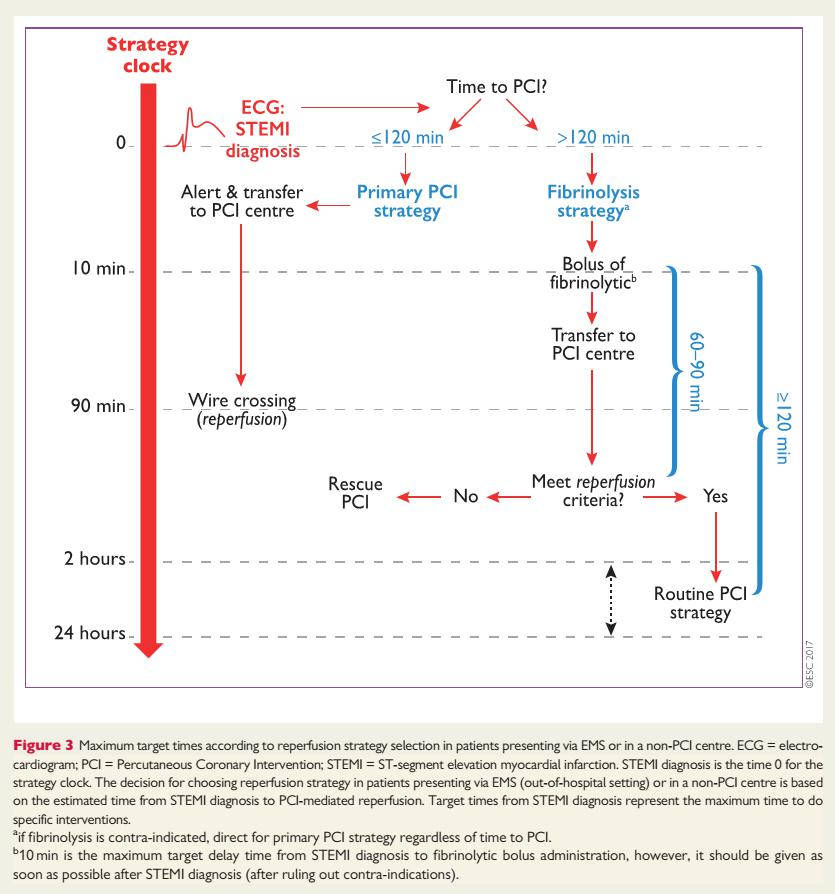 Strategy
clock
Time to PCI?
ECG:
STEMI
diagnosis
≤120 min
>120 min
0
Alert & transfer
to PCI centre
Primary PCI
strategy
Fibrinolysis
strategyᵃ
10 min
Bolus of
fibrinolyticᵇ
Transfer to
PCI centre
60–90 min
≥120 min
90 min
Wire crossing
(reperfusion)
Rescue
PCI
No
Meet reperfusion
criteria?
Yes
2 hours
Routine PCI
strategy
24 hours
©ESC 2017
Figure 3 Maximum target times according to reperfusion strategy selection in patients presenting via EMS or in a non-PCI centre. ECG = electro-
cardiogram; PCI = Percutaneous Coronary Intervention; STEMI = ST-segment elevation myocardial infarction. STEMI diagnosis is the time 0 for the
strategy clock. The decision for choosing reperfusion strategy in patients presenting via EMS (out-of-hospital setting) or in a non-PCI centre is based
on the estimated time from STEMI diagnosis to PCI-mediated reperfusion. Target times from STEMI diagnosis represent the maximum time to do
specific interventions.
ᵃif fibrinolysis is contra-indicated, direct for primary PCI strategy regardless of time to PCI.
ᵇ10 min is the maximum target delay time from STEMI diagnosis to fibrinolytic bolus administration, however, it should be given as
soon as possible after STEMI diagnosis (after ruling out contra-indications).